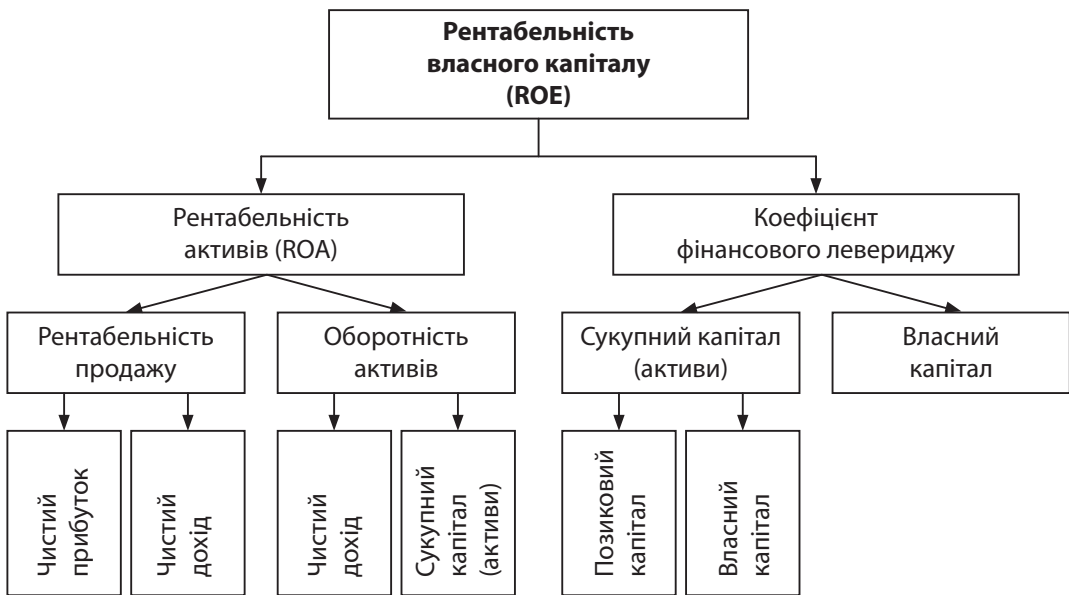 Рентабельність
власного капіталу
(ROE)
Рентабельність
активів (ROA)
Коефіцієнт
фінансового левериджу
Рентабельність
продажу
Оборотність
активів
Сукупний капітал
(активи)
Власний
капітал
Чистий
прибуток
Чистий
дохід
Чистий
дохід
Сукупний
капітал
(активи)
Позиковий
капітал
Власний
капітал